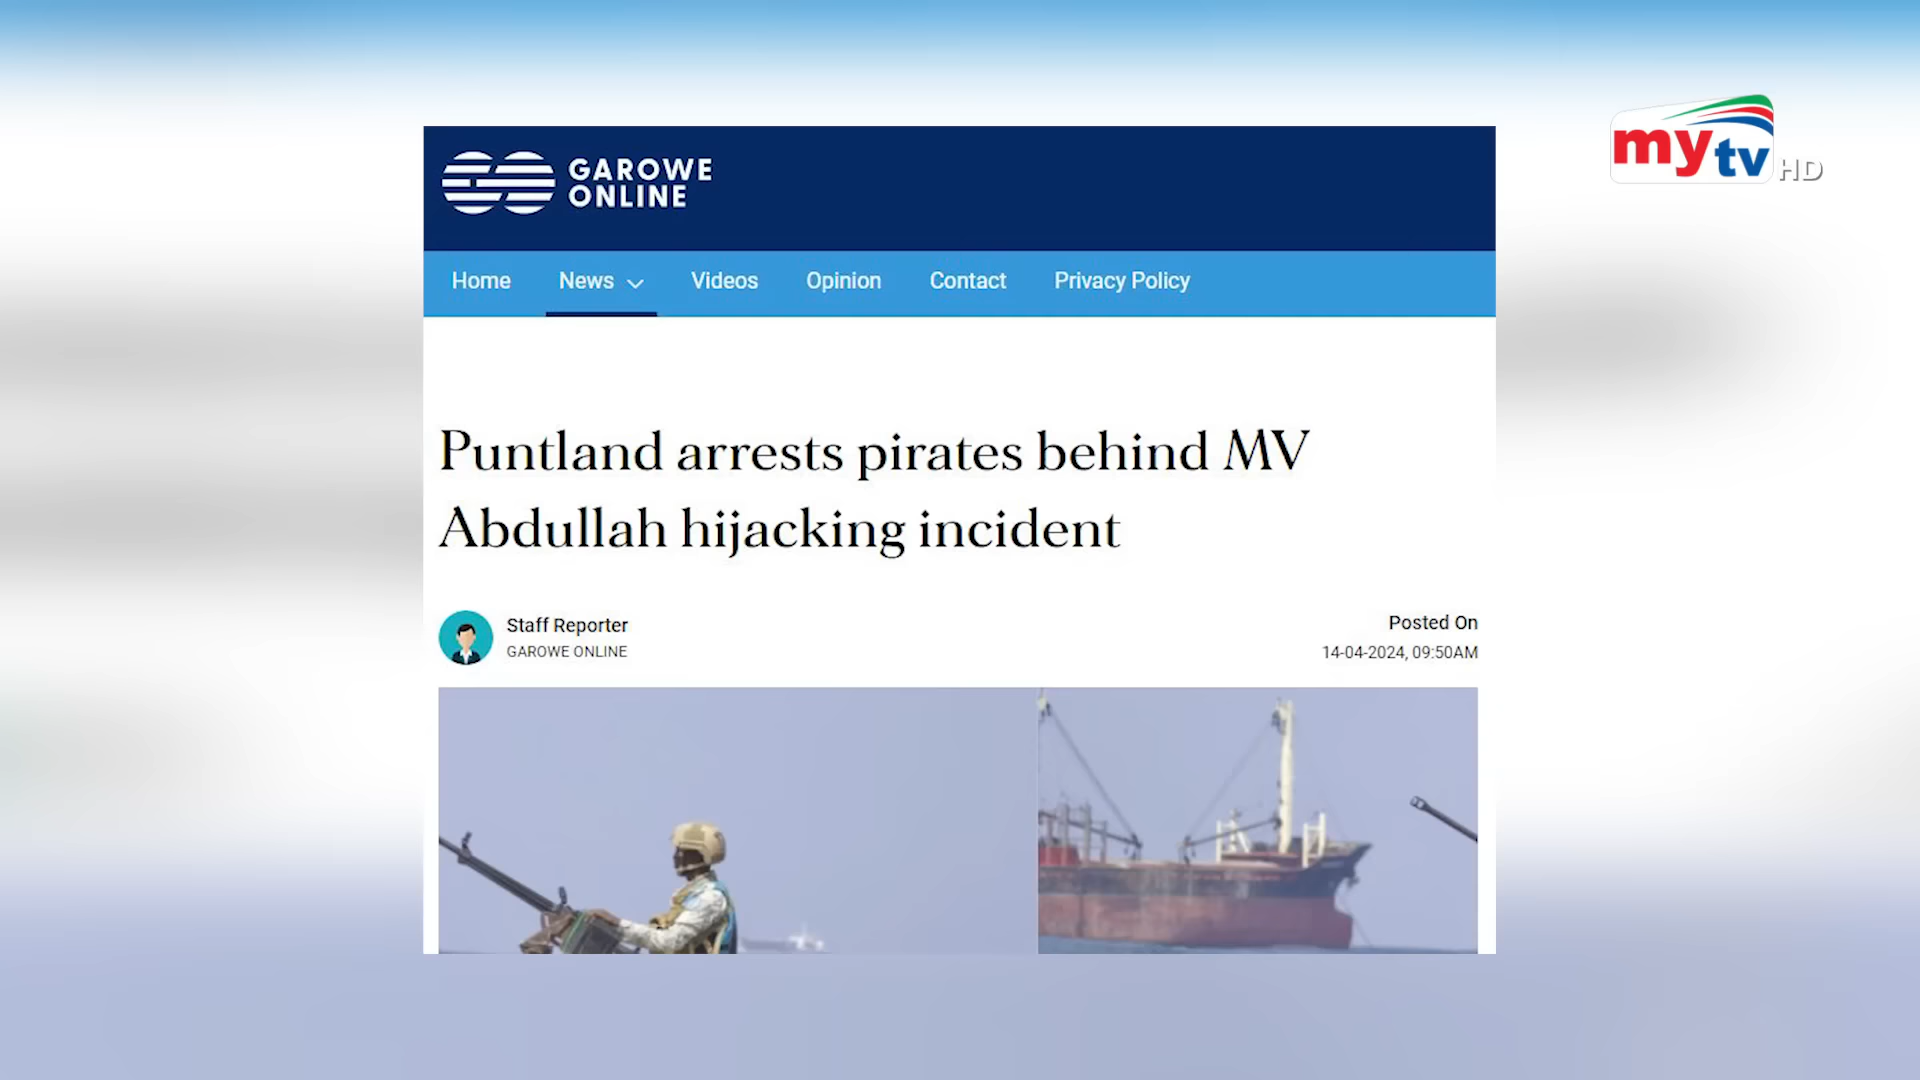 mytv HD
GAROWE
ONLINE
Home News Videos Opinion Contact Privacy Policy
Puntland arrests pirates behind MV
Abdullah hijacking incident
Staff Reporter
GAROWE ONLINE
Posted On
14-04-2024, 09:50AM